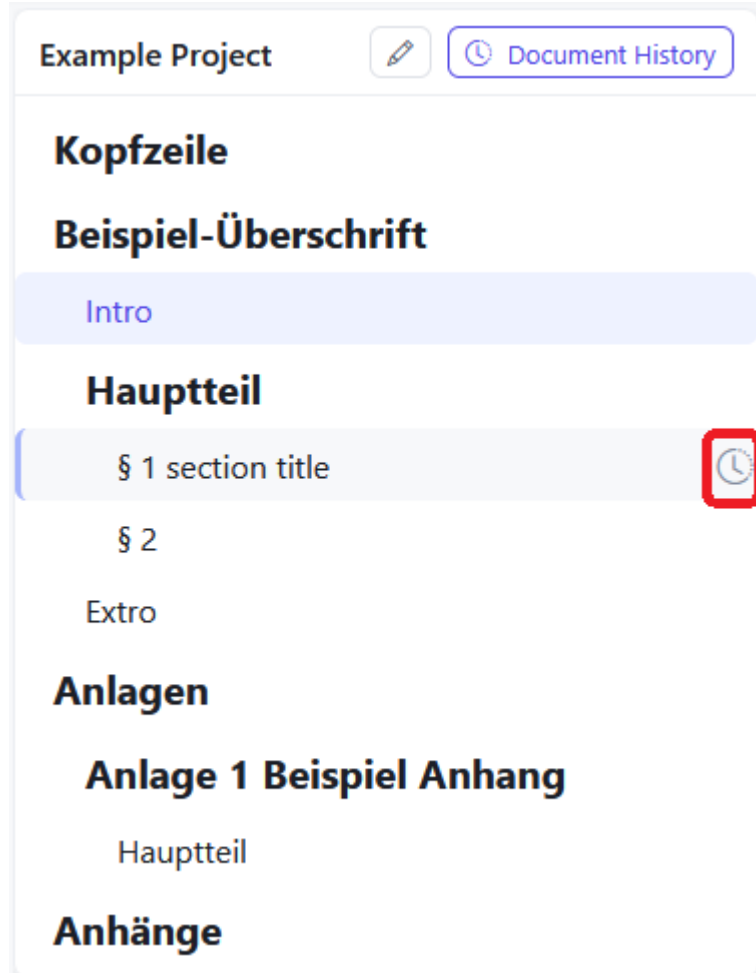 Example Project Document History
Kopfzeile
Beispiel-Überschrift
Intro
Hauptteil
§ 1 section title
§ 2
Extro
Anlagen
Anlage 1 Beispiel Anhang
Hauptteil
Anhänge